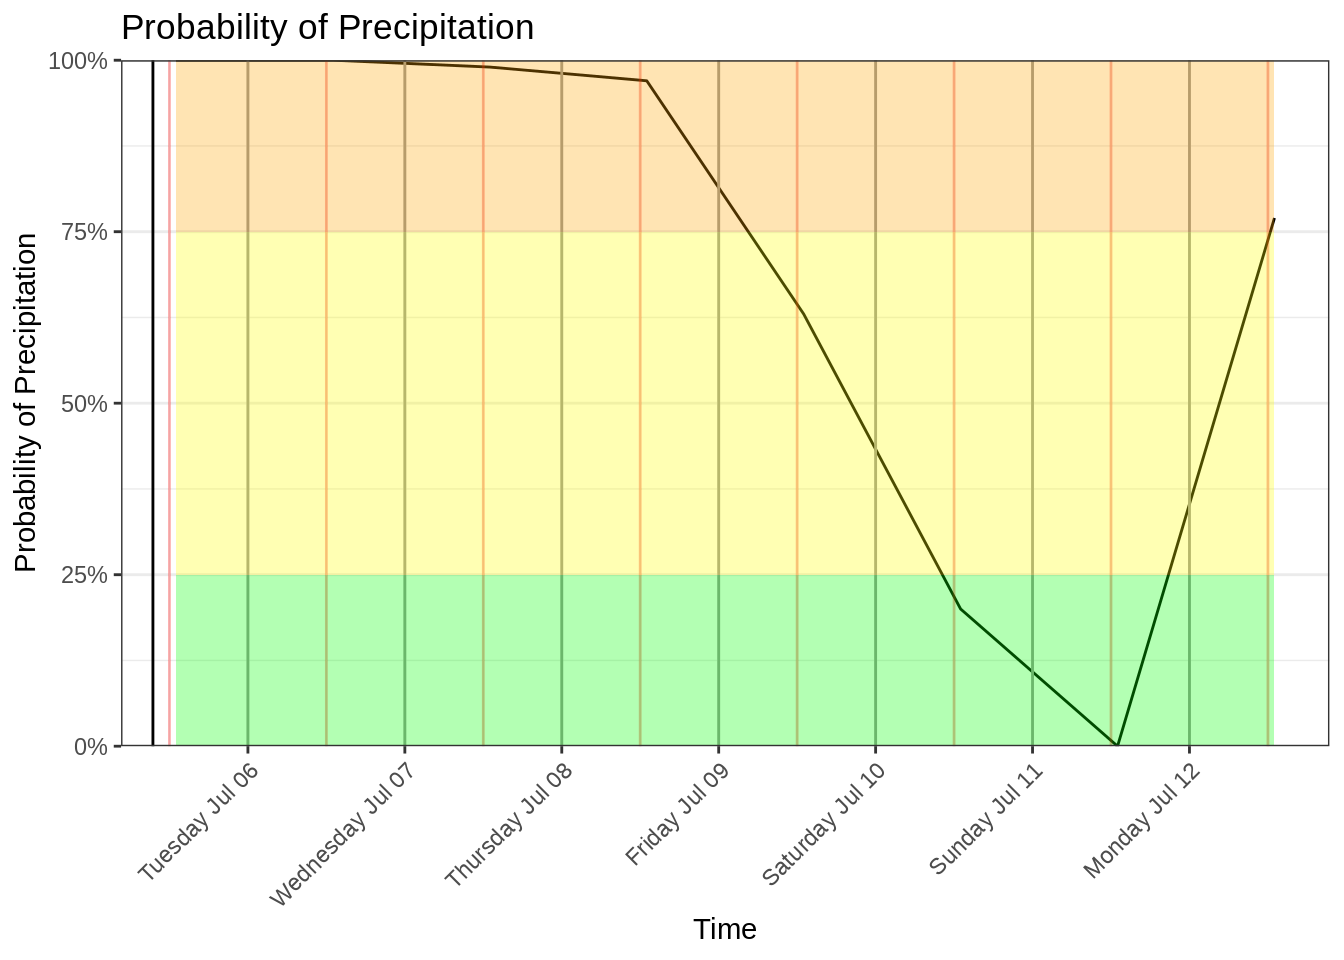 Probability of Precipitation
Probability of Precipitation
100%
75%
50%
25%
0%
Tuesday Jul 06
Wednesday Jul 07
Thursday Jul 08
Friday Jul 09
Saturday Jul 10
Sunday Jul 11
Monday Jul 12
Time